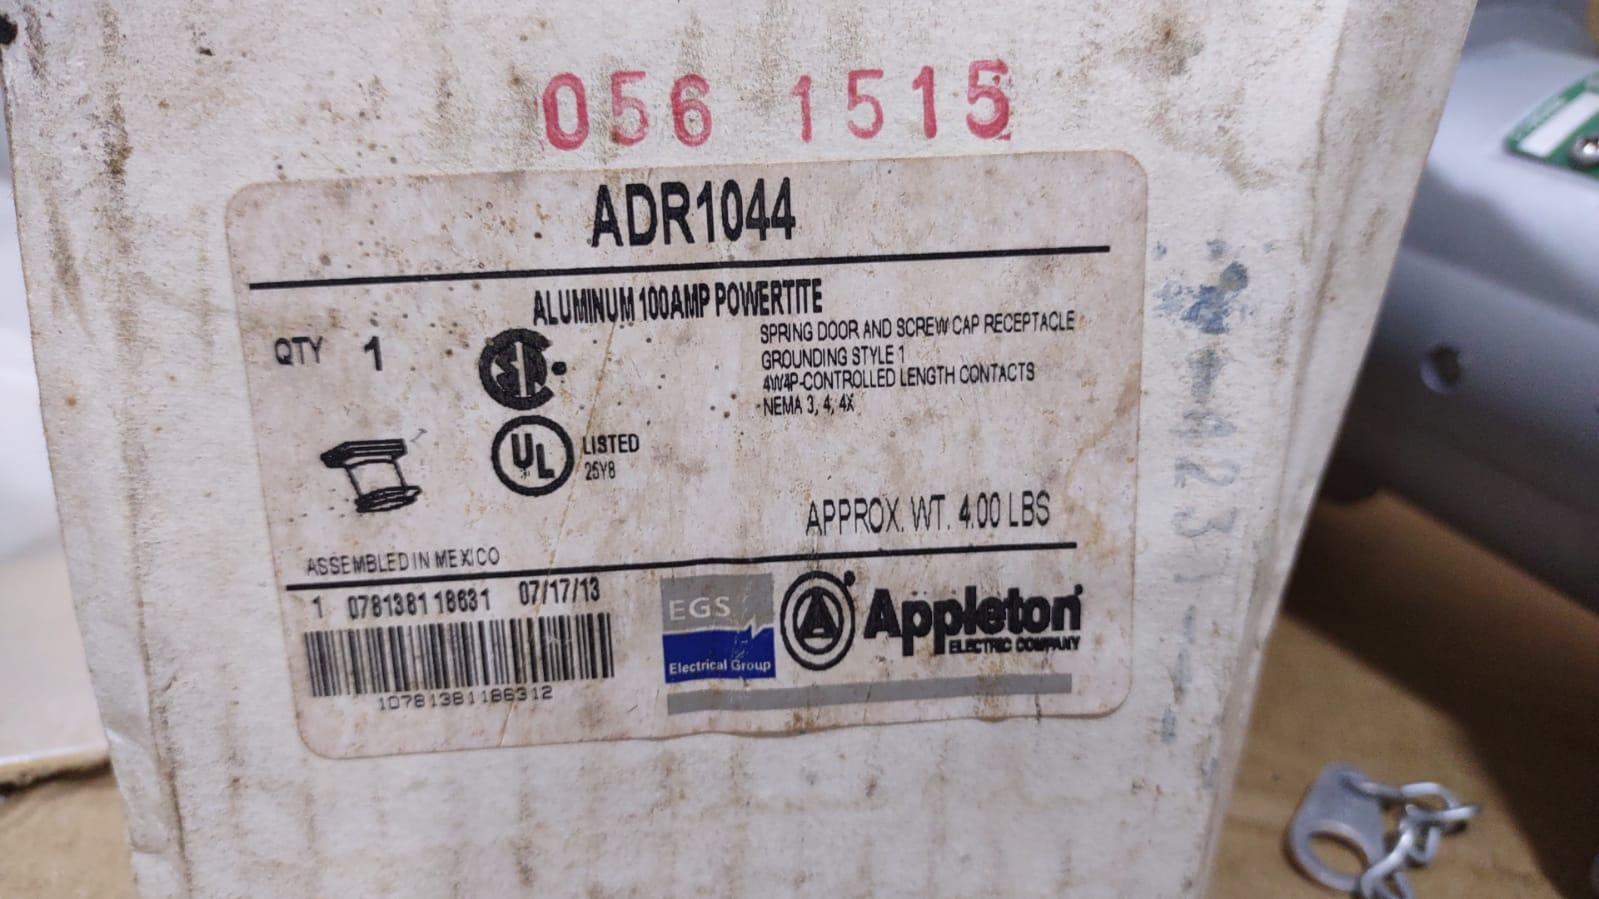 056 1515
ADR1044
ALUMINUM 100AMP POWERTITE
QTY 1
SPRING DOOR AND SCREW CAP RECEPTACLE
GROUNDING STYLE 1
4W4P-CONTROLLED LENGTH CONTACTS
NEMA 3, 4, 4X
UL LISTED
25Y8
APPROX. WT. 4.00 LBS
ASSEMBLED IN MEXICO
1 07813811 8631 07/17/13
10781381186312
EGS
Electrical Group
A
Appleton
ELECTRIC COMPANY